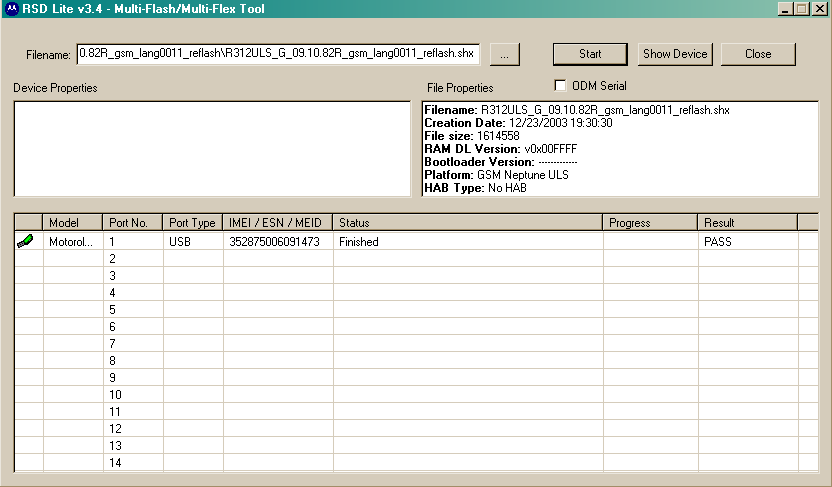 RSD Lite v3.4 - Multi-Flash/Multi-Flex Tool
Filename: 0.82R_gsm_lang0011_reflash\R312ULS_G_09.10.82R_gsm_lang0011_reflash.shx ... Start Show Device Close
ODM Serial
Device Properties
File Properties
Filename: R312ULS_G_09.10.82R_gsm_lang0011_reflash.shx
Creation Date: 12/23/2003 19:30:30
File size: 1614558
RAM DL Version: v0x00FFFF
Bootloader Version: -------------
Platform: GSM Neptune ULS
HAB Type: No HAB
Model Port No. Port Type IMEI / ESN / MEID Status Progress Result
Motorol... 1 USB 352875006091473 Finished PASS
2
3
4
5
6
7
8
9
10
11
12
13
14